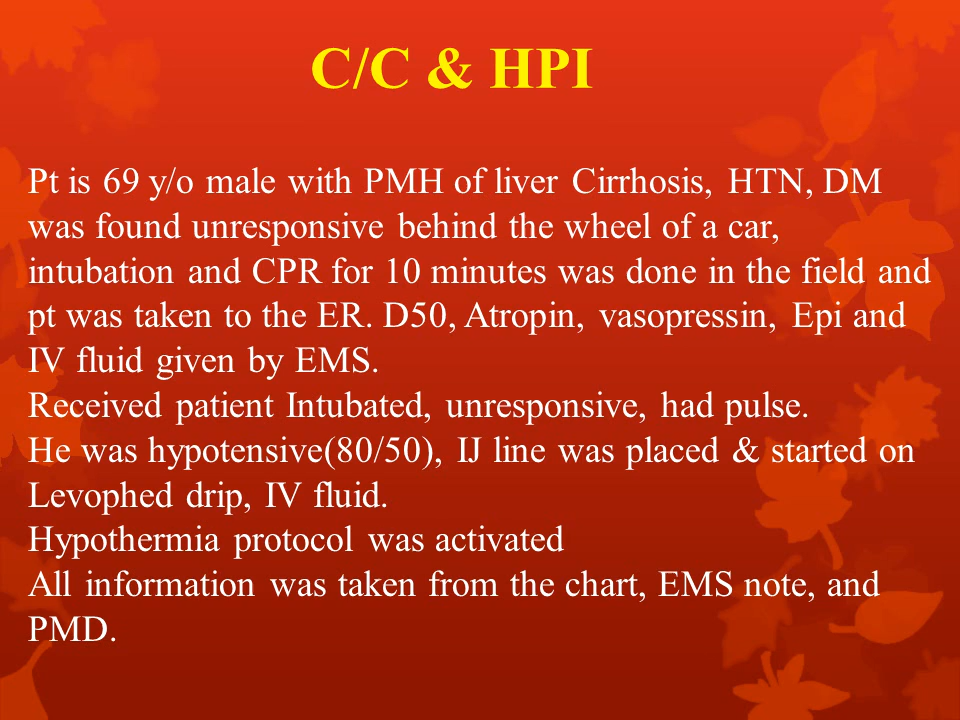 C/C & HPI
Pt is 69 y/o male with PMH of liver Cirrhosis, HTN, DM
was found unresponsive behind the wheel of a car,
intubation and CPR for 10 minutes was done in the field and
pt was taken to the ER. D50, Atropin, vasopressin, Epi and
IV fluid given by EMS.
Received patient Intubated, unresponsive, had pulse.
He was hypotensive(80/50), IJ line was placed & started on
Levophed drip, IV fluid.
Hypothermia protocol was activated
All information was taken from the chart, EMS note, and
PMD.